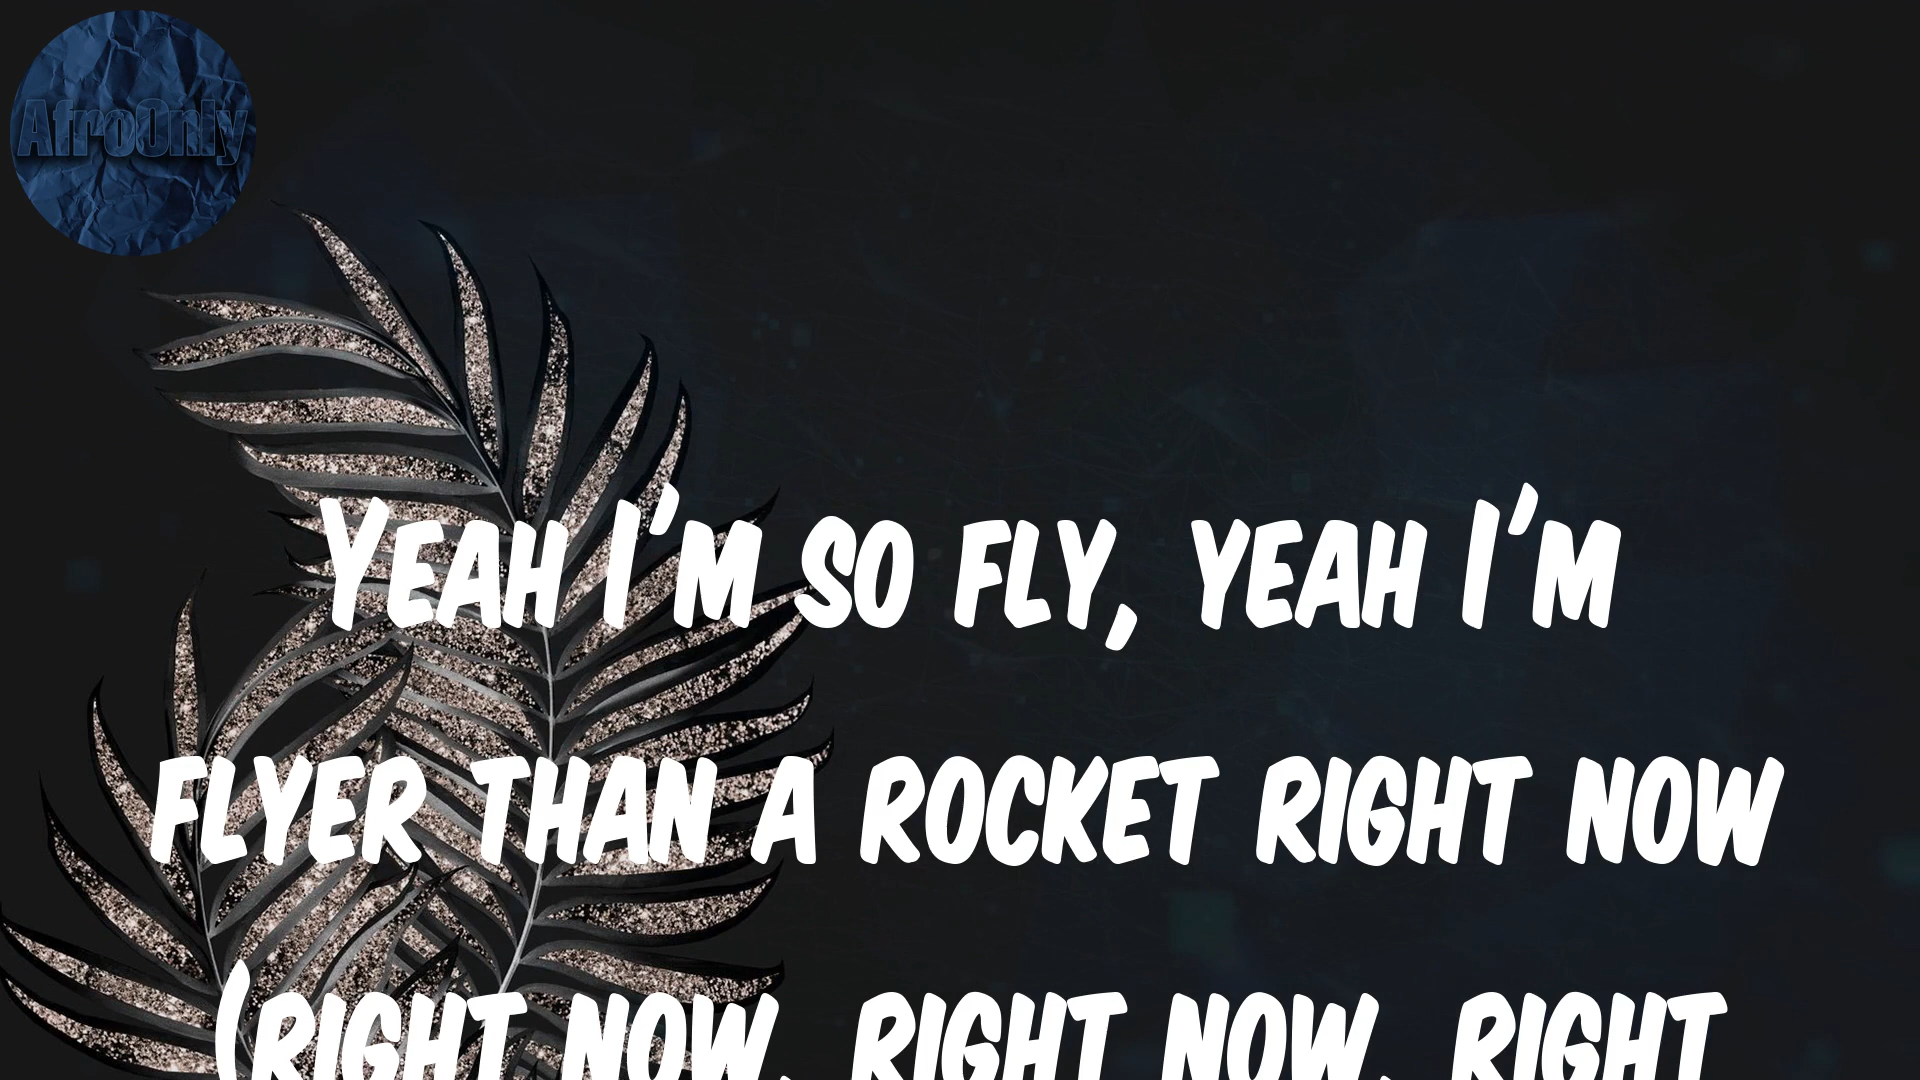 AfroOnly
Yeah I'm so fly, yeah I'm
flyer than a rocket right now
(right now, right now, right